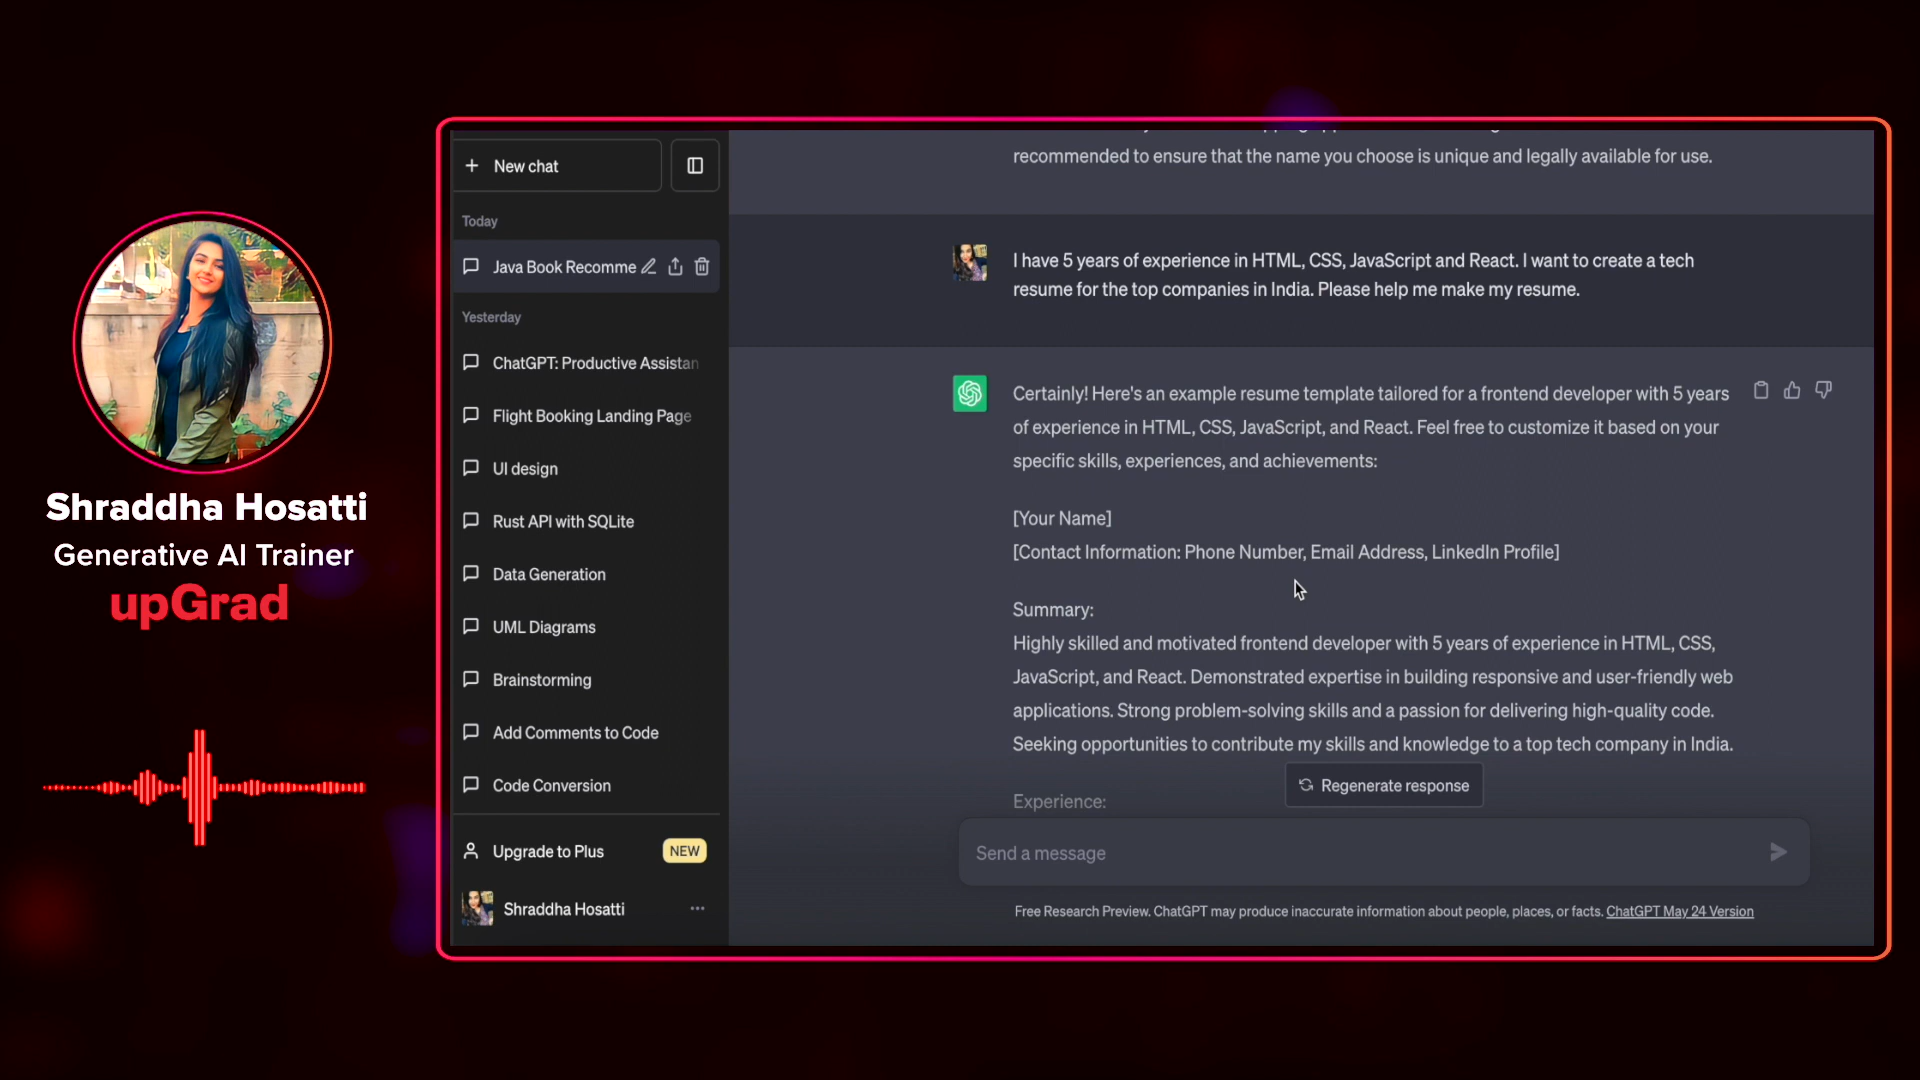 Shraddha Hosatti
Generative AI Trainer
upGrad
New chat
Today
Java Book Recomme
Yesterday
ChatGPT: Productive Assistan
Flight Booking Landing Page
UI design
Rust API with SQLite
Data Generation
UML Diagrams
Brainstorming
Add Comments to Code
Code Conversion
Upgrade to Plus NEW
Shraddha Hosatti
recommended to ensure that the name you choose is unique and legally available for use.
I have 5 years of experience in HTML, CSS, JavaScript and React. I want to create a tech
resume for the top companies in India. Please help me make my resume.
Certainly! Here's an example resume template tailored for a frontend developer with 5 years
of experience in HTML, CSS, JavaScript, and React. Feel free to customize it based on your
specific skills, experiences, and achievements:
[Your Name]
[Contact Information: Phone Number, Email Address, LinkedIn Profile]
Summary:
Highly skilled and motivated frontend developer with 5 years of experience in HTML, CSS,
JavaScript, and React. Demonstrated expertise in building responsive and user-friendly web
applications. Strong problem-solving skills and a passion for delivering high-quality code.
Seeking opportunities to contribute my skills and knowledge to a top tech company in India.
Regenerate response
Experience:
Send a message
Free Research Preview. ChatGPT may produce inaccurate information about people, places, or facts. ChatGPT May 24 Version